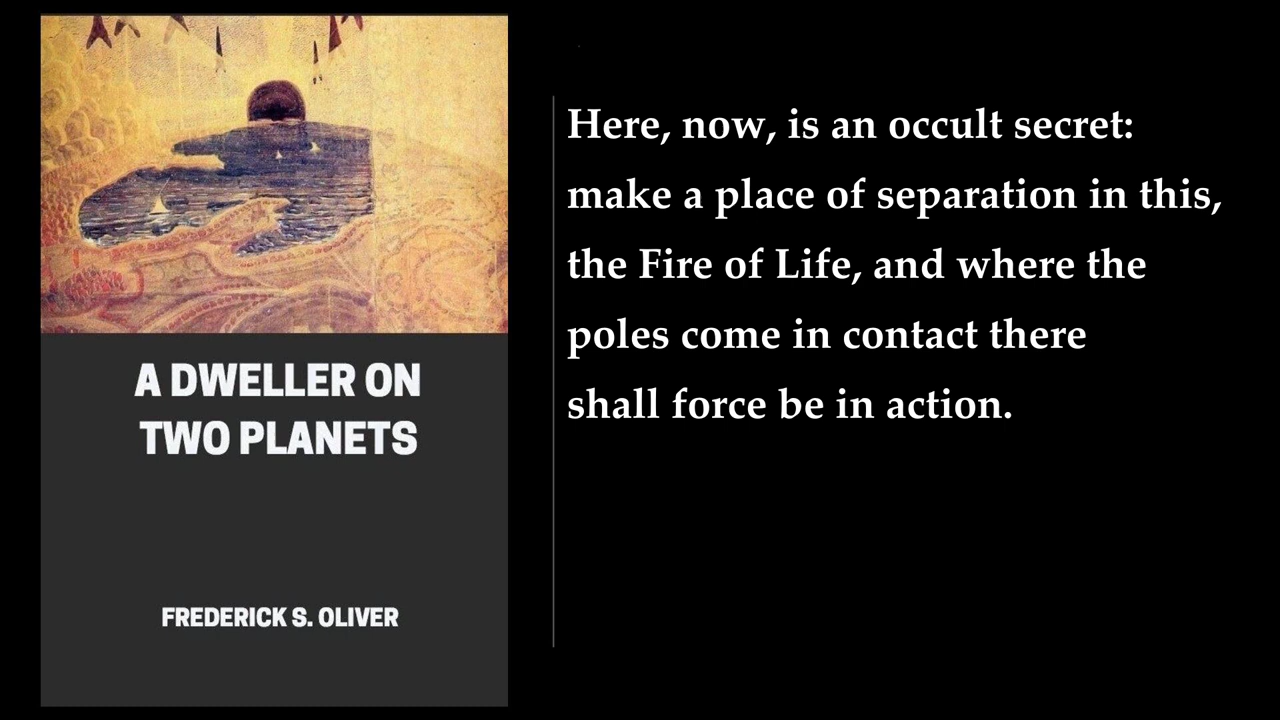 A DWELLER ON
TWO PLANETS
FREDERICK S. OLIVER
Here, now, is an occult secret:
make a place of separation in this,
the Fire of Life, and where the
poles come in contact there
shall force be in action.